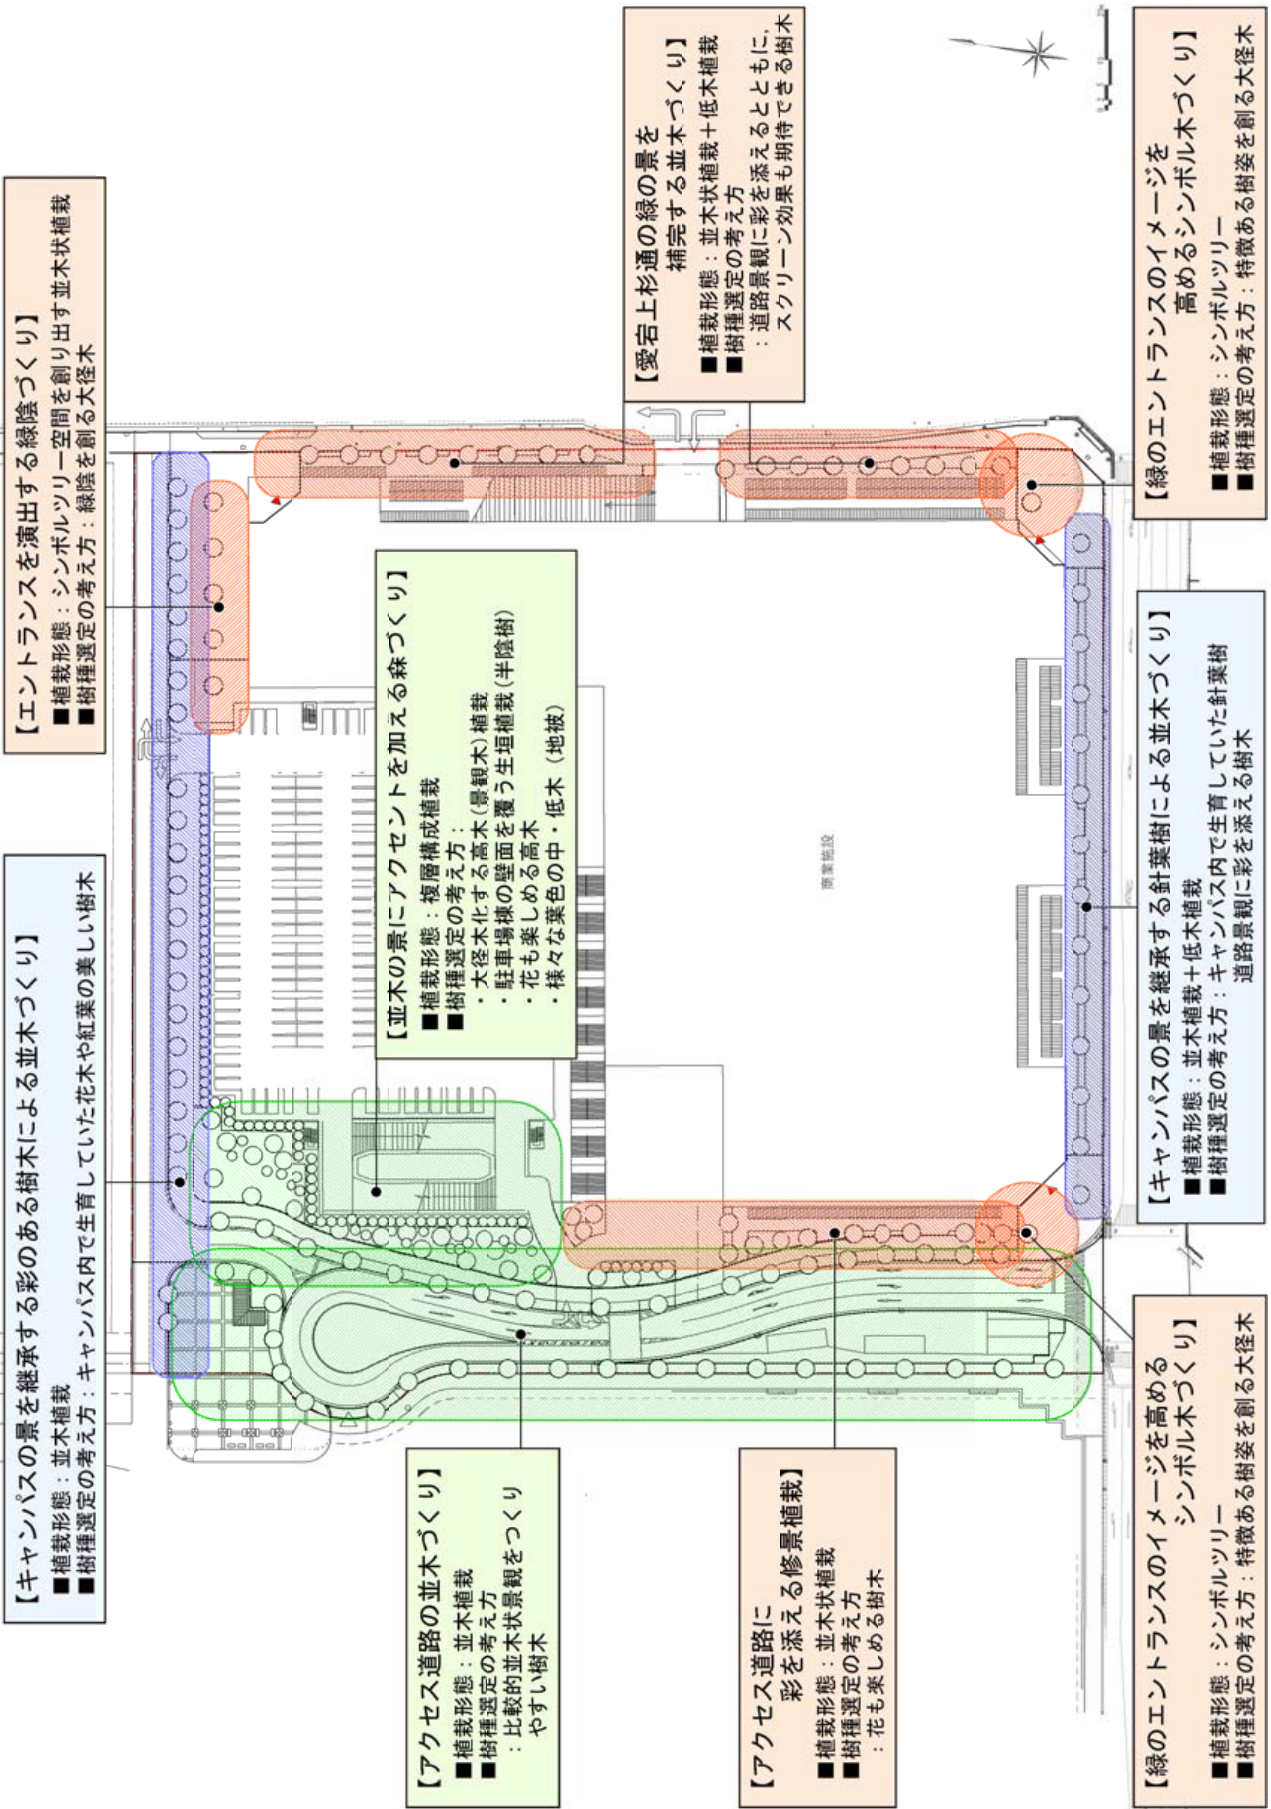 【キャンパスの景を継承する彩のある樹木による並木づくり】
■植栽形態：並木植栽
■樹種選定の考え方：キャンパス内で生育していた花木や紅葉の美しい樹木
【エントランスを演出する緑陰づくり】
■植栽形態：シンボルツリー空間を創り出す並木状植栽
■樹種選定の考え方：緑陰を創る大径木
【アクセス道路の並木づくり】
■植栽形態：並木植栽
■樹種選定の考え方
：比較的並木状景観をつくり
やすい樹木
【並木の景にアクセントを加える森づくり】
■植栽形態：複層構成植栽
■樹種選定の考え方：
・大径木化する高木(景観木)植栽
・駐車場棟の壁面を覆う生垣植栽(半陰樹)
・花も楽しめる高木
・様々な葉色の中・低木（地被）
【愛宕上杉通の緑の景を
補完する並木づくり】
■植栽形態：並木状植栽＋低木植栽
■樹種選定の考え方
：道路景観に彩を添えるとともに、
スクリーン効果も期待できる樹木
商業施設
【アクセス道路に
彩を添える修景植栽】
■植栽形態：並木状植栽
■樹種選定の考え方
：花も楽しめる樹木
【緑のエントランスのイメージを高める
シンボル木づくり】
■植栽形態：シンボルツリー
■樹種選定の考え方：特徴ある樹姿を創る大径木
【キャンパスの景を継承する針葉樹による並木づくり】
■植栽形態：並木植栽＋低木植栽
■樹種選定の考え方：キャンパス内で生育していた針葉樹
道路景観に彩を添える樹木
【緑のエントランスのイメージを
高めるシンボル木づくり】
■植栽形態：シンボルツリー
■樹種選定の考え方：特徴ある樹姿を創る大径木